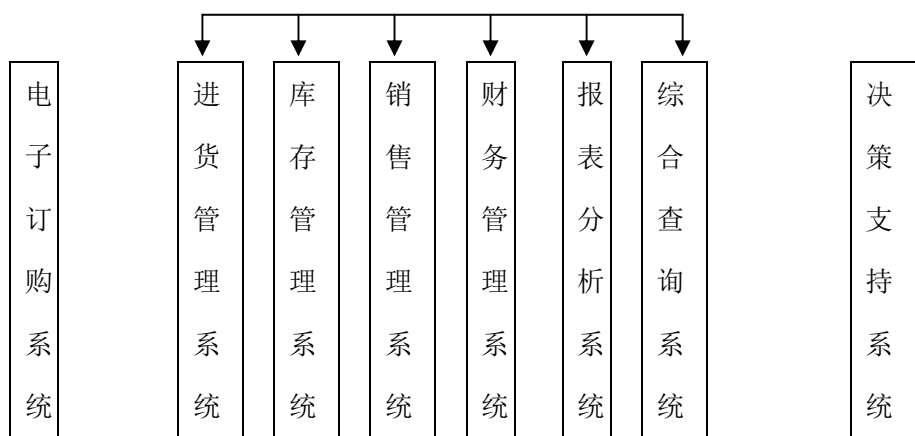 电子订购系统
进货管理系统
库存管理系统
销售管理系统
财务管理系统
报表分析系统
综合查询系统
决策支持系统